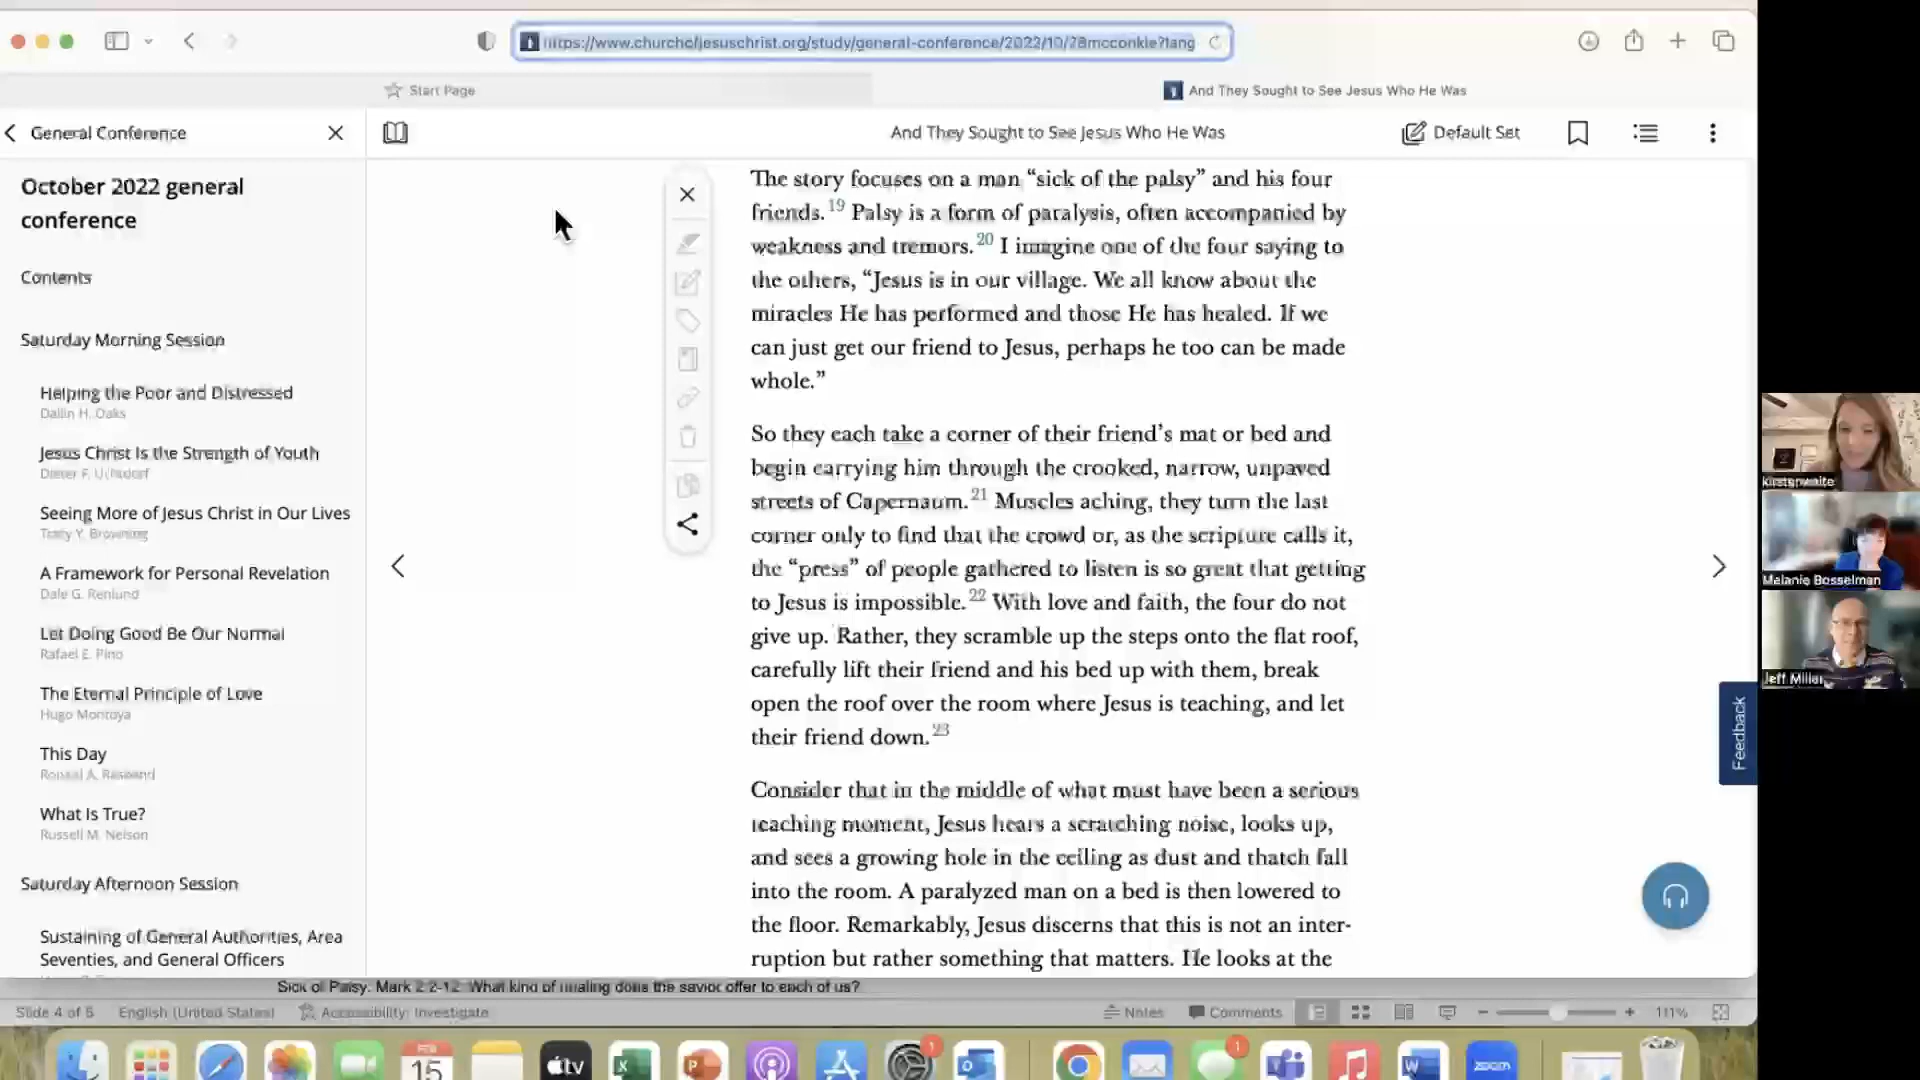 https://www.churchofjesuschrist.org/study/general-conference/2022/10/28mcconkie?lang
Start Page
And They Sought to See Jesus Who He Was
General Conference
And They Sought to See Jesus Who He Was
Default Set
October 2022 general
conference
Contents
Saturday Morning Session
Helping the Poor and Distressed
Dallin H. Oaks
Jesus Christ Is the Strength of Youth
Dieter F. Uchtdorf
Seeing More of Jesus Christ in Our Lives
Tracy Y. Browning
A Framework for Personal Revelation
Dale G. Renlund
Let Doing Good Be Our Normal
Rafael E. Pino
The Eternal Principle of Love
Hugo Montoya
This Day
Ronald A. Rasband
What Is True?
Russell M. Nelson
Saturday Afternoon Session
Sustaining of General Authorities, Area
Seventies, and General Officers
The story focuses on a man “sick of the palsy” and his four
friends.19 Palsy is a form of paralysis, often accompanied by
weakness and tremors.20 I imagine one of the four saying to
the others, “Jesus is in our village. We all know about the
miracles He has performed and those He has healed. If we
can just get our friend to Jesus, perhaps he too can be made
whole.”
So they each take a corner of their friend’s mat or bed and
begin carrying him through the crooked, narrow, unpaved
streets of Capernaum.21 Muscles aching, they turn the last
corner only to find that the crowd or, as the scripture calls it,
the “press” of people gathered to listen is so great that getting
to Jesus is impossible.22 With love and faith, the four do not
give up. Rather, they scramble up the steps onto the flat roof,
carefully lift their friend and his bed up with them, break
open the roof over the room where Jesus is teaching, and let
their friend down.23
Consider that in the middle of what must have been a serious
teaching moment, Jesus hears a scratching noise, looks up,
and sees a growing hole in the ceiling as dust and thatch fall
into the room. A paralyzed man on a bed is then lowered to
the floor. Remarkably, Jesus discerns that this is not an inter-
ruption but rather something that matters. He looks at the
Feedback
kirstenwaite
Melanie Bosselman
Jeff Miller
Sick of Palsy. Mark 2:2-12 What kind of healing does the savior offer to each of us?
Slide 4 of 5
English (United States)
Accessibility: Investigate
Notes
Comments
111%
FEB
15
tv
X
P
1
O
1
W
zoom